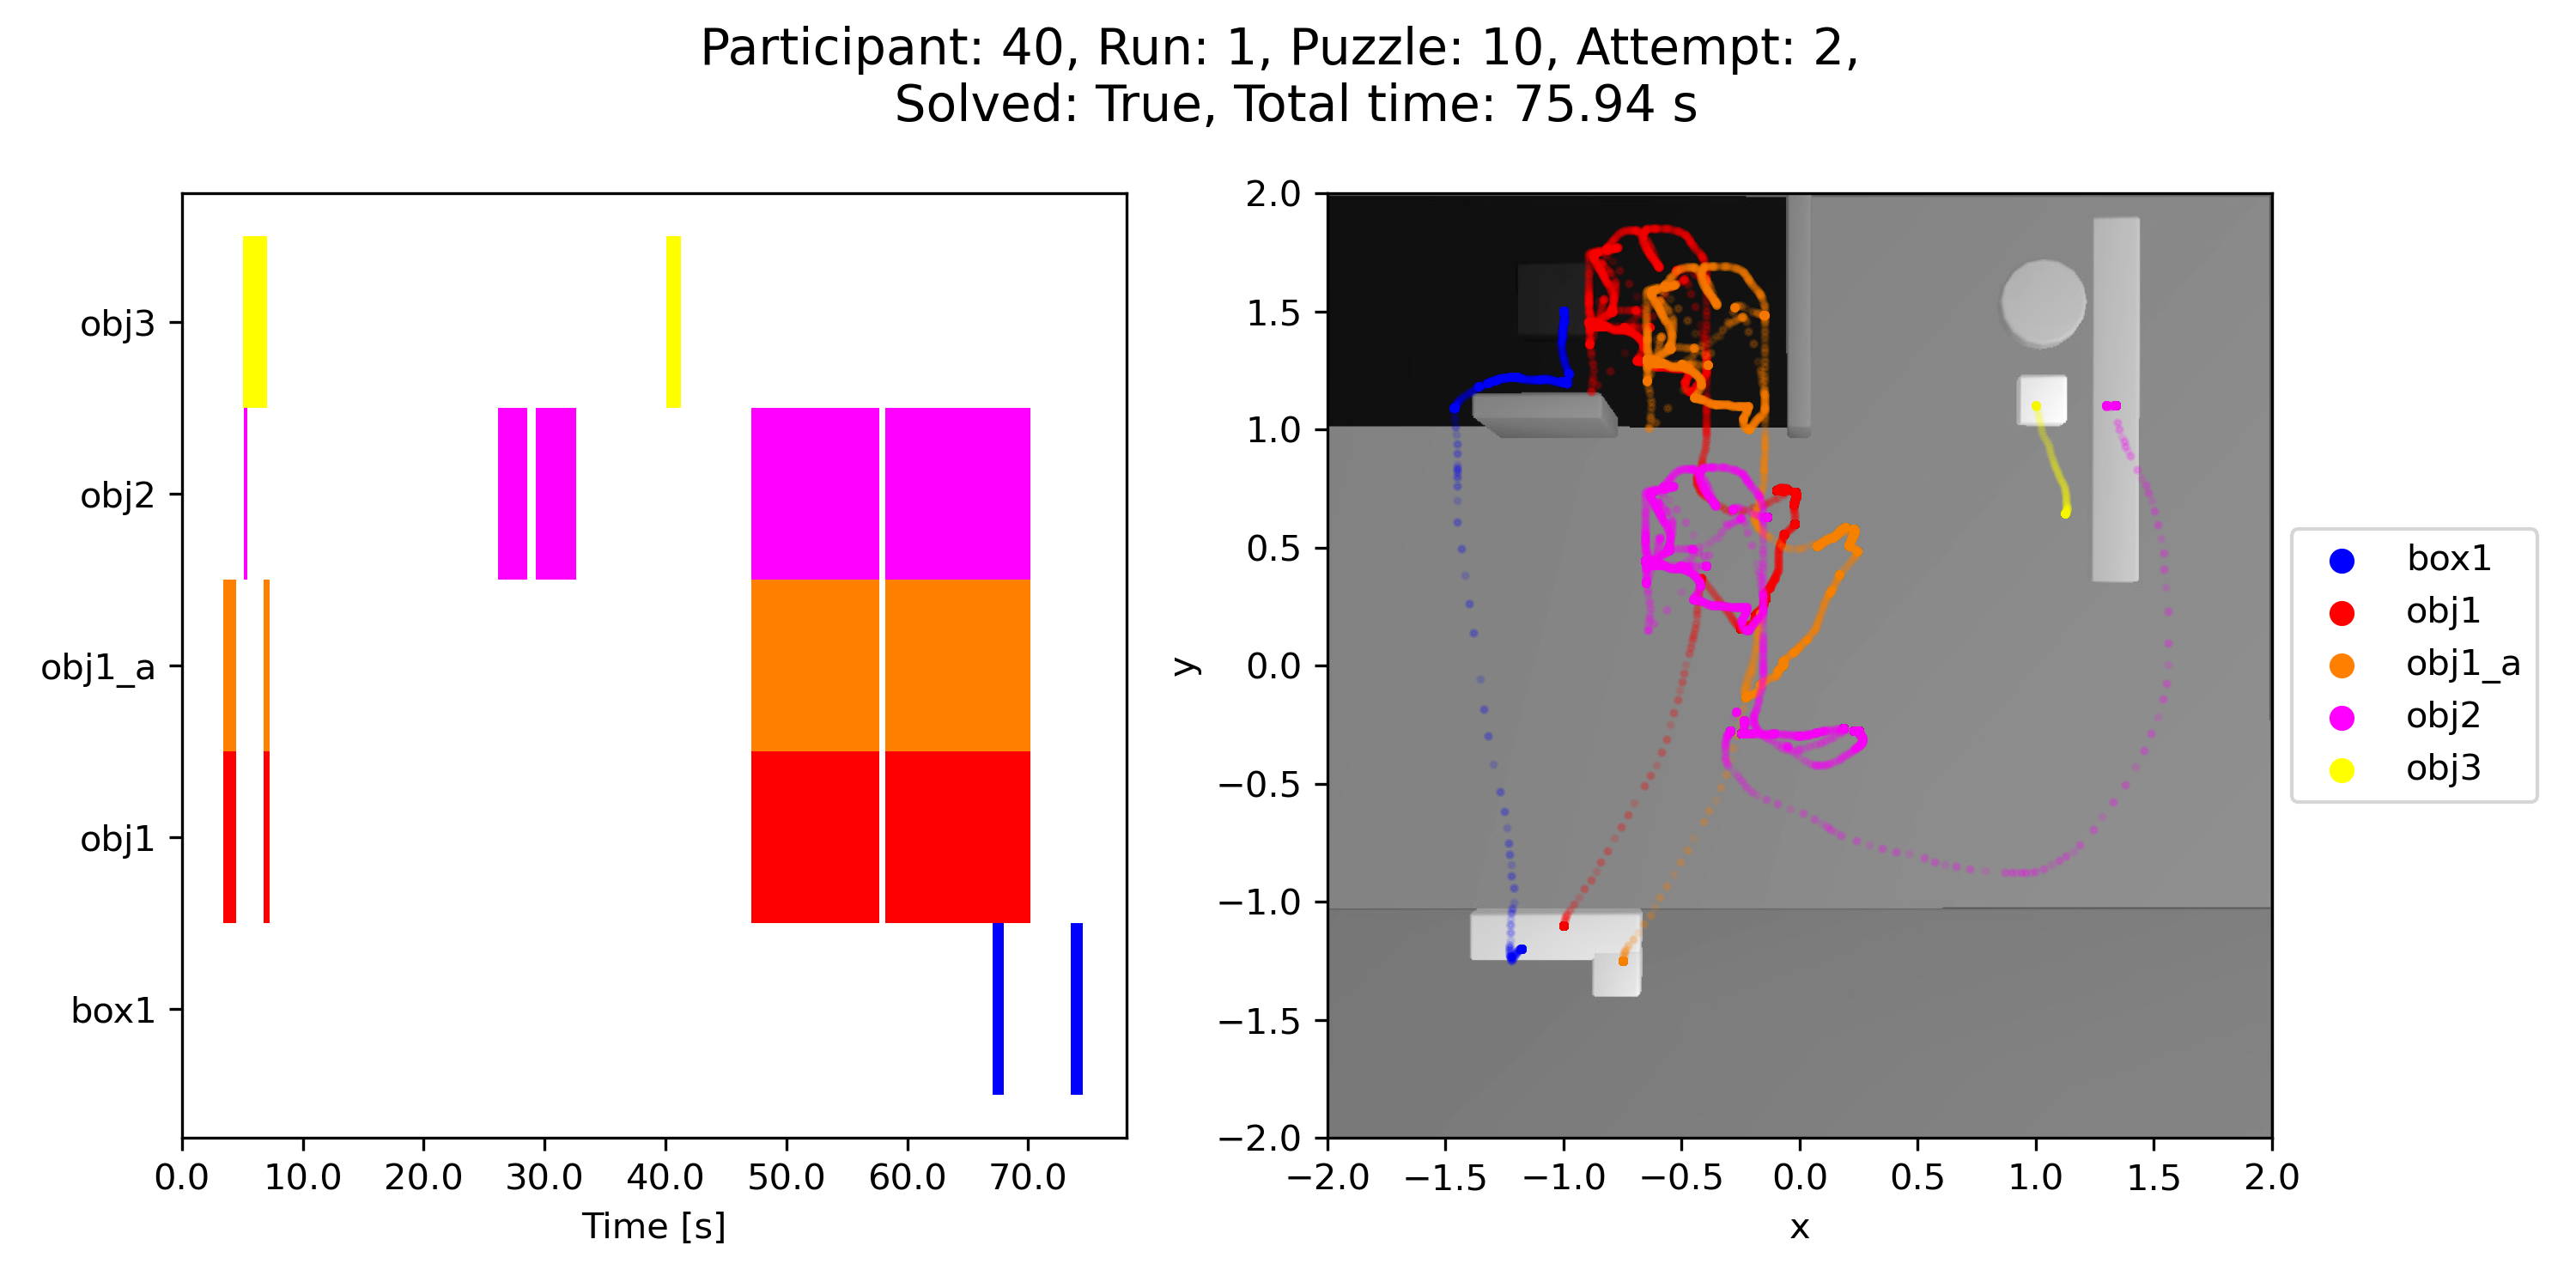 Participant: 40, Run: 1, Puzzle: 10, Attempt: 2,
Solved: True, Total time: 75.94 s
obj3
obj2
obj1_a
obj1
box1
0.0 10.0 20.0 30.0 40.0 50.0 60.0 70.0
Time [s]
2.0
1.5
1.0
0.5
0.0
−0.5
−1.0
−1.5
−2.0
y
−2.0 −1.5 −1.0 −0.5 0.0 0.5 1.0 1.5 2.0
x
box1
obj1
obj1_a
obj2
obj3